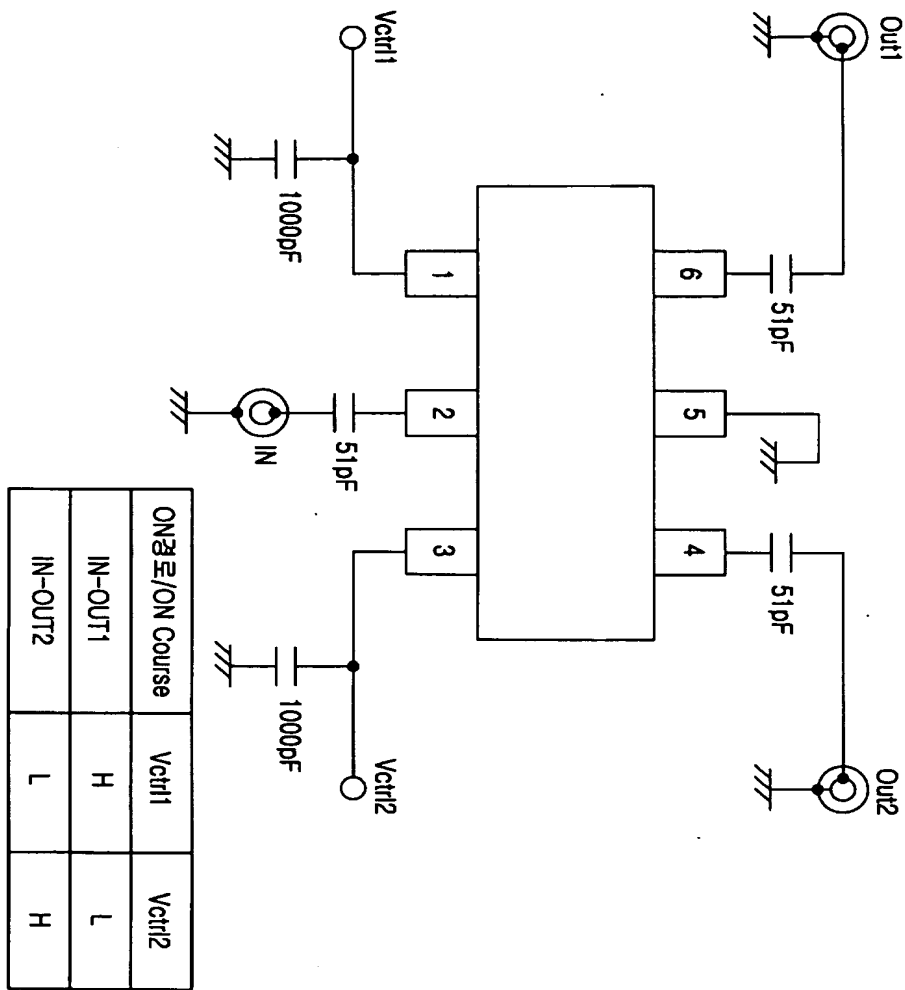 Out1
Out2
51pF
51pF
6
5
4
1
2
3
Vctrl1
Vctrl2
51pF
1000pF
1000pF
IN
ON경로/ON Course Vctrl1 Vctrl2
IN-OUT1 H L
IN-OUT2 L H